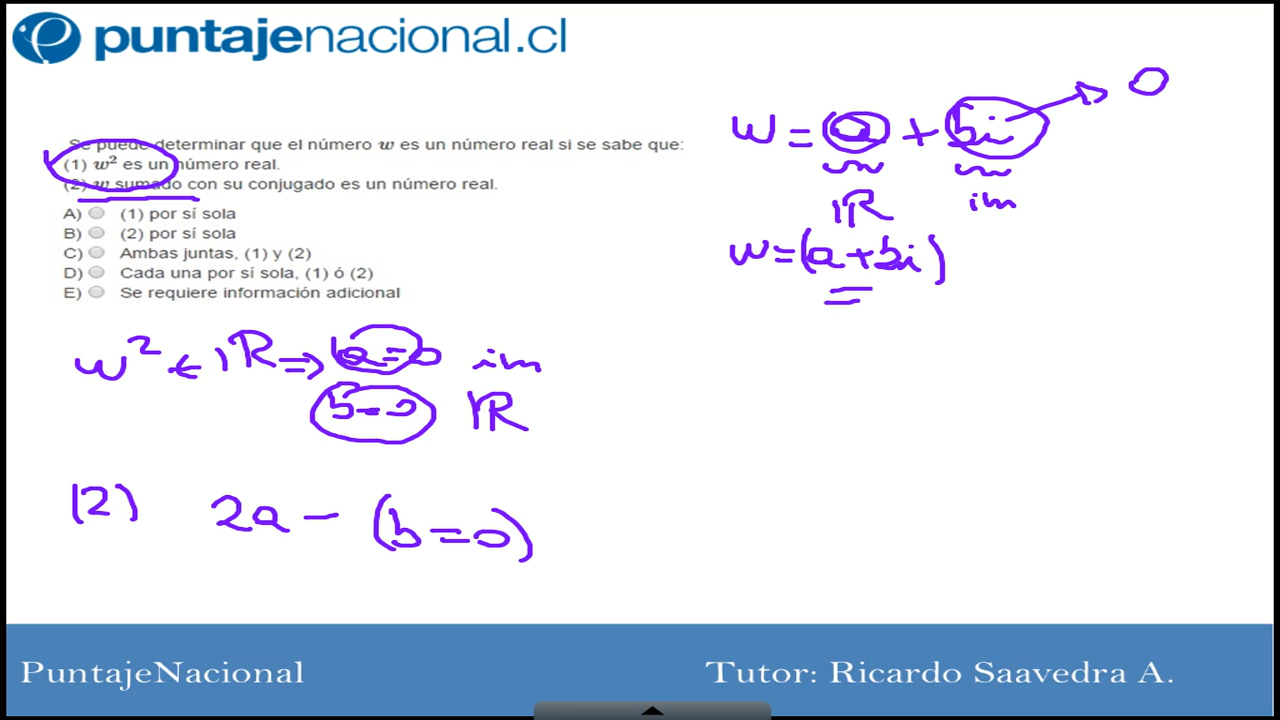 puntajenacional.cl
Se puede determinar que el número w es un número real si se sabe que:
(1) w² es un número real.
(2) w sumado con su conjugado es un número real.
A) (1) por sí sola
B) (2) por sí sola
C) Ambas juntas, (1) y (2)
D) Cada una por sí sola, (1) ó (2)
E) Se requiere información adicional
w = a + bi → 0
IR im
w = (a + bi)
w² ← IR ⇒ a = 0 im
b = 0 IR
(2) 2a - (b = 0)
PuntajeNacional
Tutor: Ricardo Saavedra A.